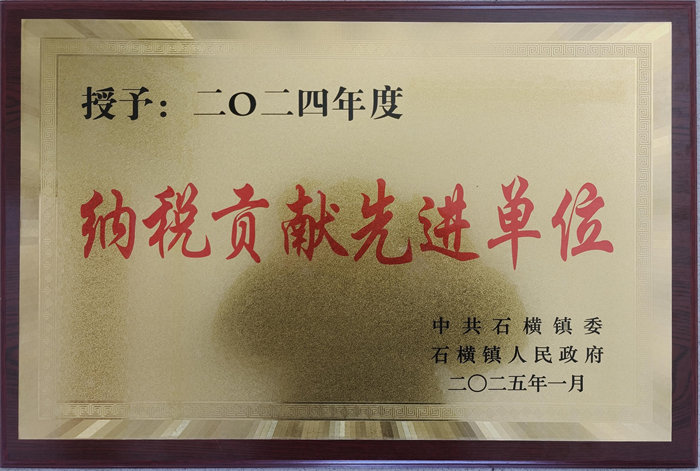 授予：二〇二四年度
纳税贡献先进单位
中共石横镇委
石横镇人民政府
二〇二五年一月